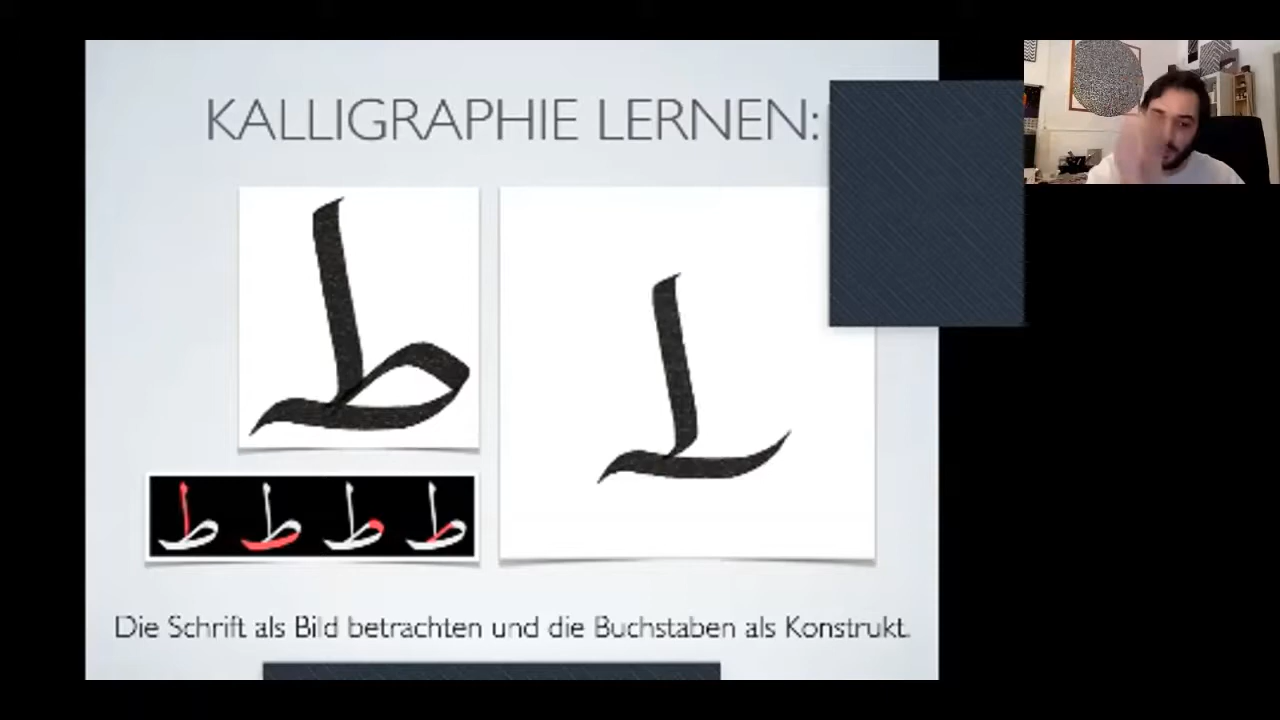 KALLIGRAPHIE LERNEN:
ط
ط ط ط ط
Die Schrift als Bild betrachten und die Buchstaben als Konstrukt.